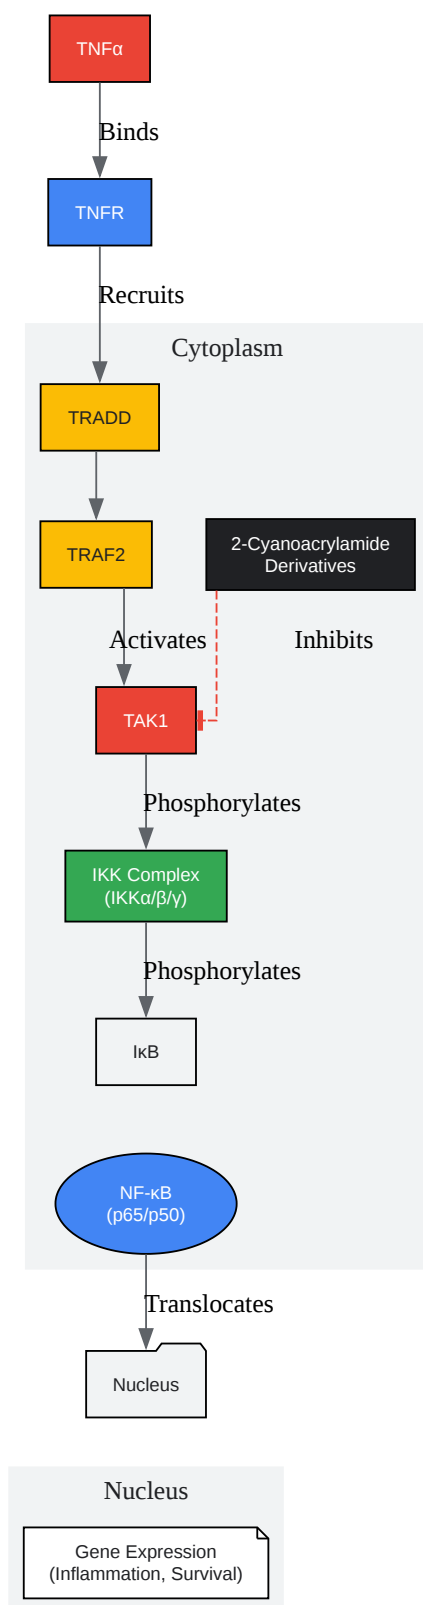 TNFα
Binds
TNFR
Recruits
Cytoplasm
TRADD
TRAF2
2-Cyanoacrylamide
Derivatives
Activates
Inhibits
TAK1
Phosphorylates
IKK Complex
(IKKα/β/γ)
Phosphorylates
IκB
NF-κB
(p65/p50)
Translocates
Nucleus
Nucleus
Gene Expression
(Inflammation, Survival)